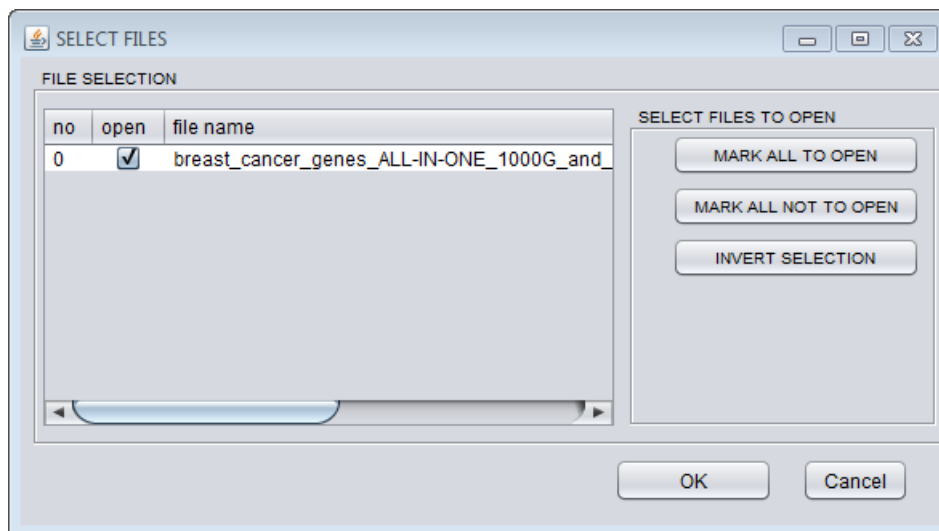 SELECT FILES
FILE SELECTION
no open file name
0 breast_cancer_genes_ALL-IN-ONE_1000G_and_
SELECT FILES TO OPEN
MARK ALL TO OPEN
MARK ALL NOT TO OPEN
INVERT SELECTION
OK Cancel